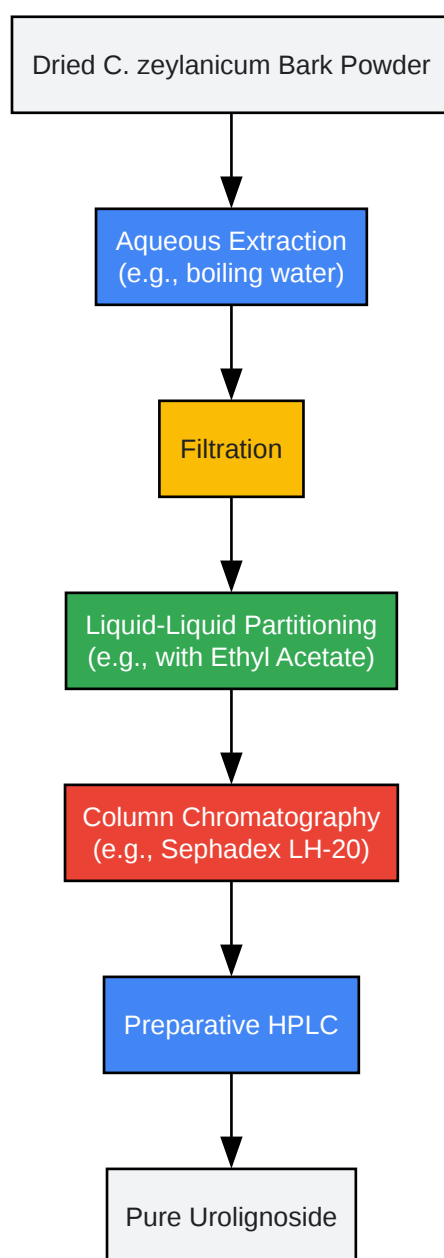 Dried C. zeylanicum Bark Powder
Aqueous Extraction
(e.g., boiling water)
Filtration
Liquid-Liquid Partitioning
(e.g., with Ethyl Acetate)
Column Chromatography
(e.g., Sephadex LH-20)
Preparative HPLC
Pure Urolignoside